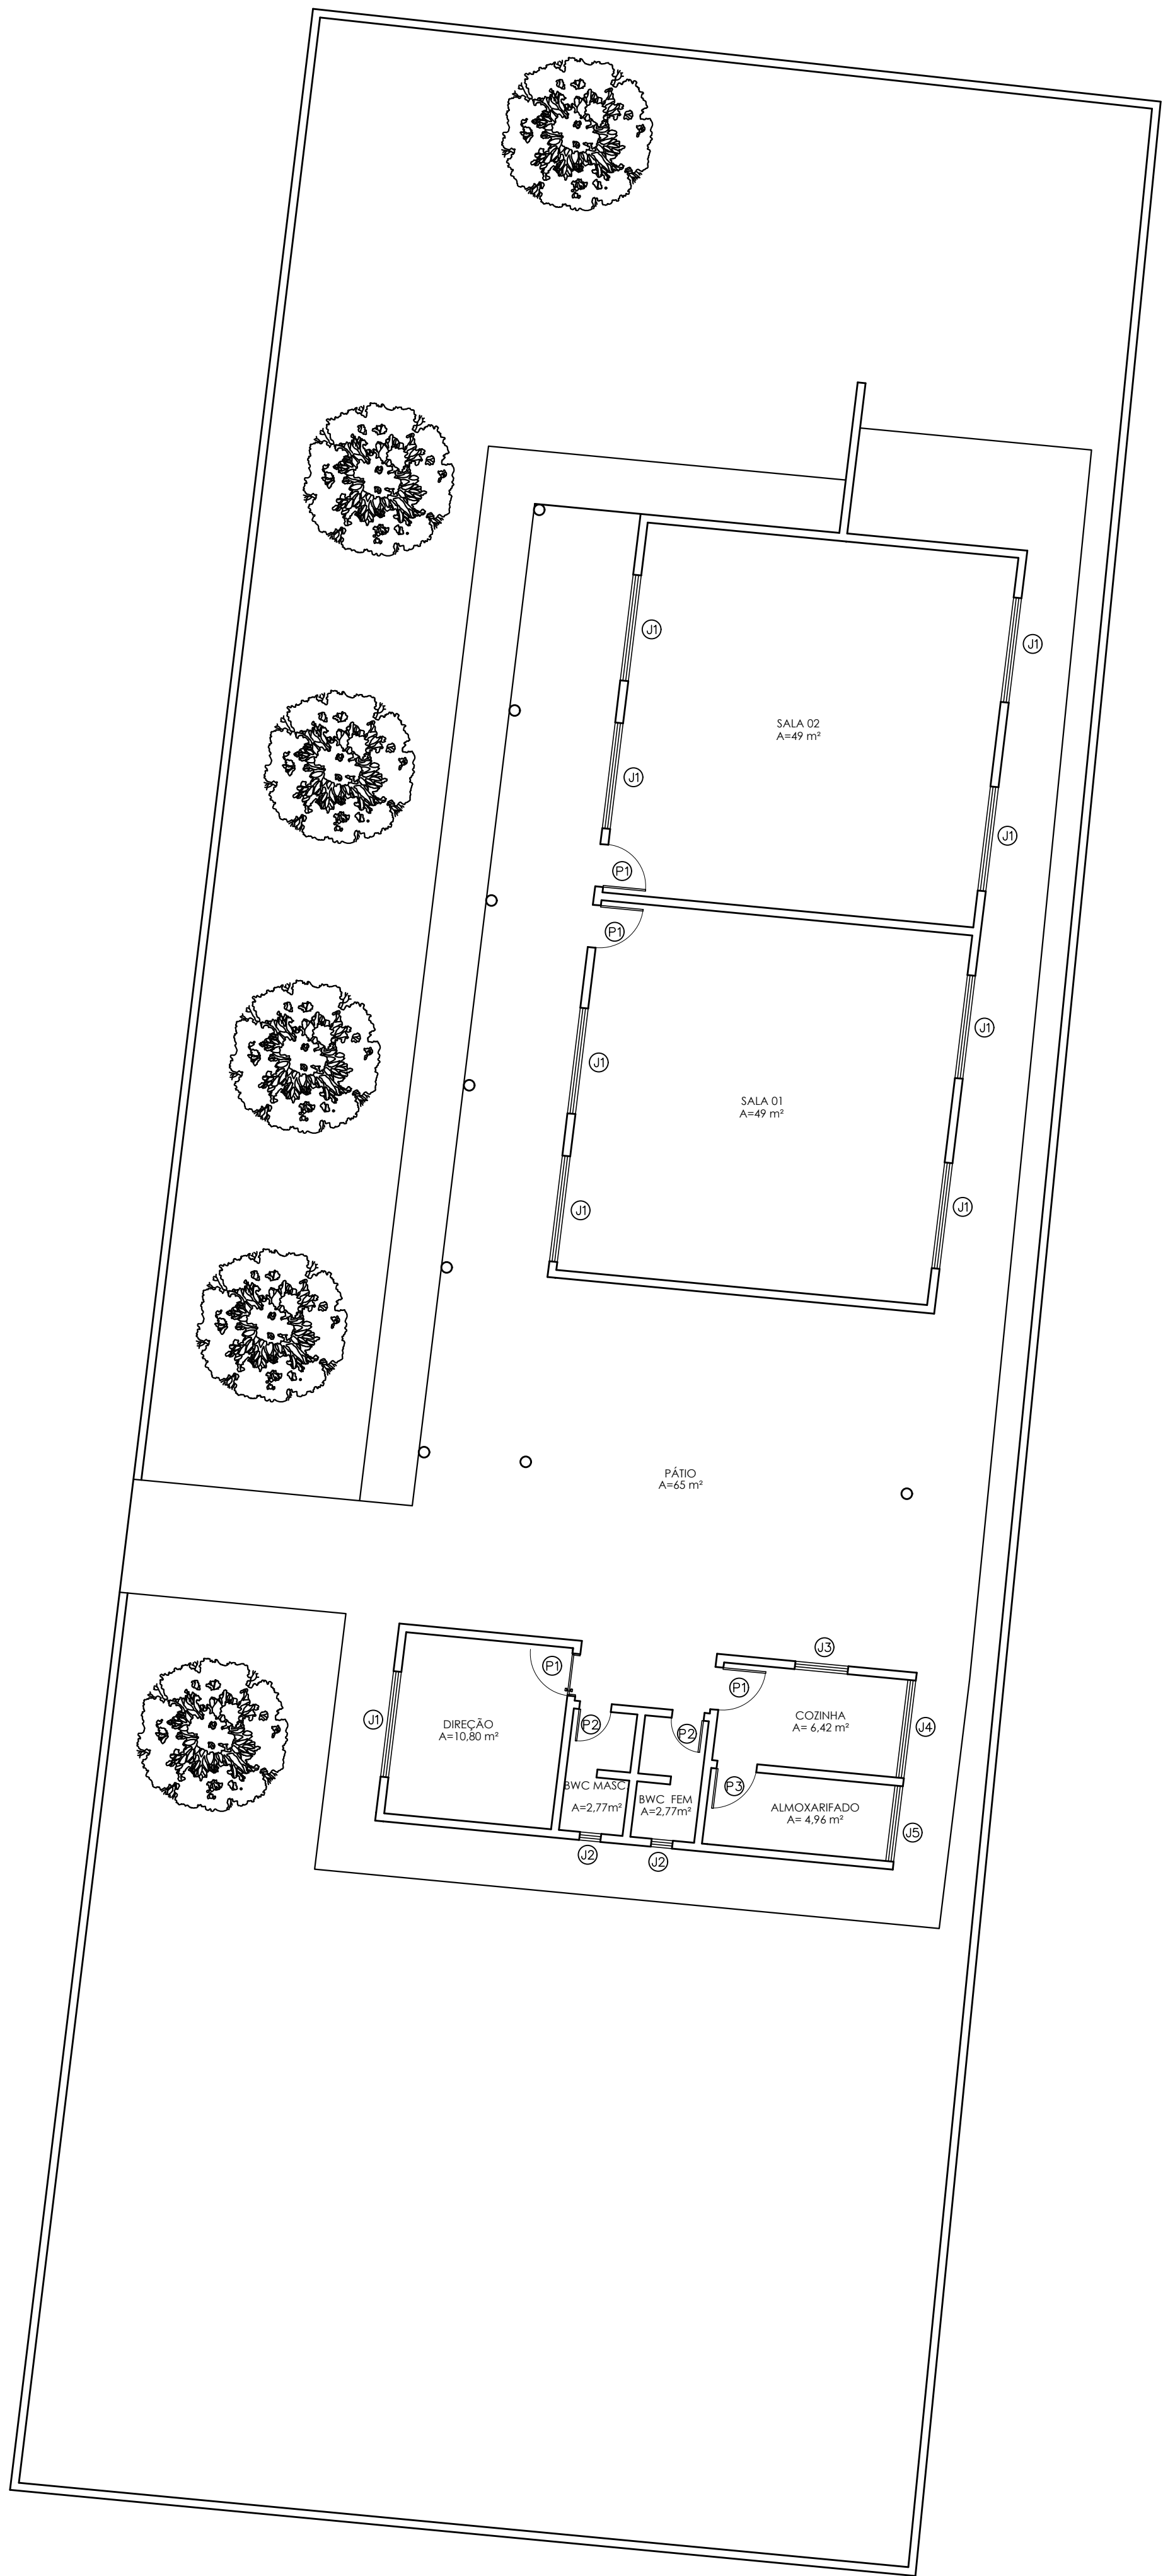 J1
J1
SALA 02
A=49 m²
J1
J1
P1
P1
J1
J1
SALA 01
A=49 m²
J1
J1
PÁTIO
A=65 m²
J3
P1
P1
J1
DIREÇÃO
A=10,80 m²
P2
P2
COZINHA
A= 6,42 m²
J4
BWC MASC
A=2,77m²
BWC FEM
A=2,77m²
P3
ALMOXARIFADO
A= 4,96 m²
J5
J2
J2